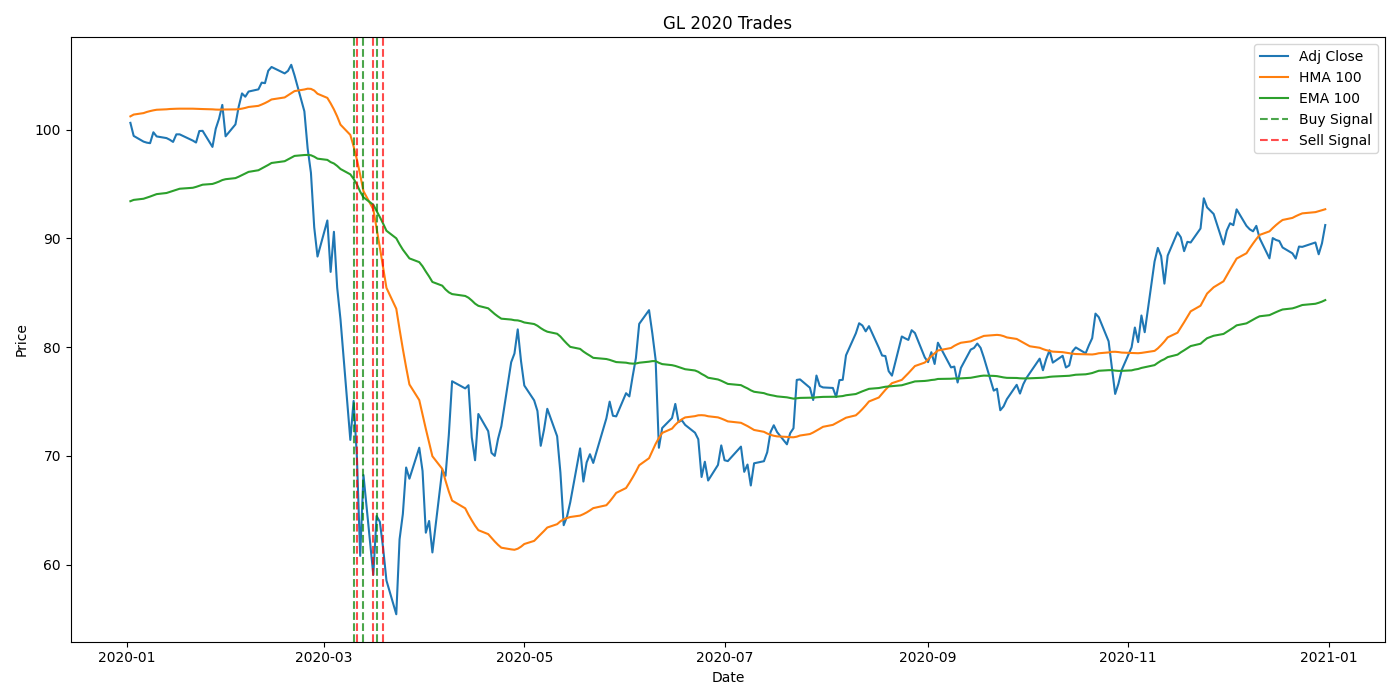 GL 2020 Trades
Adj Close
HMA 100
EMA 100
Buy Signal
Sell Signal
Price
100
90
80
70
60
2020-01
2020-03
2020-05
2020-07
2020-09
2020-11
2021-01
Date